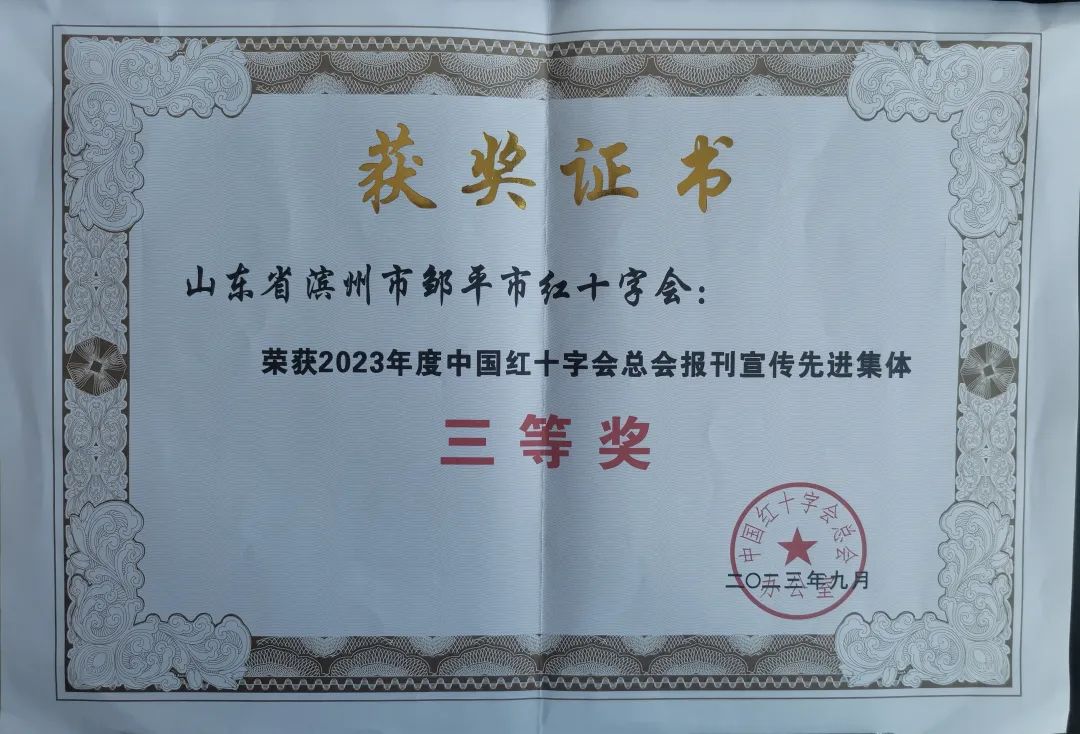 获奖证书
山东省滨州市邹平市红十字会：
荣获2023年度中国红十字会总会报刊宣传先进集体
三等奖
中国红十字会总会
二〇二三年九月
办公室